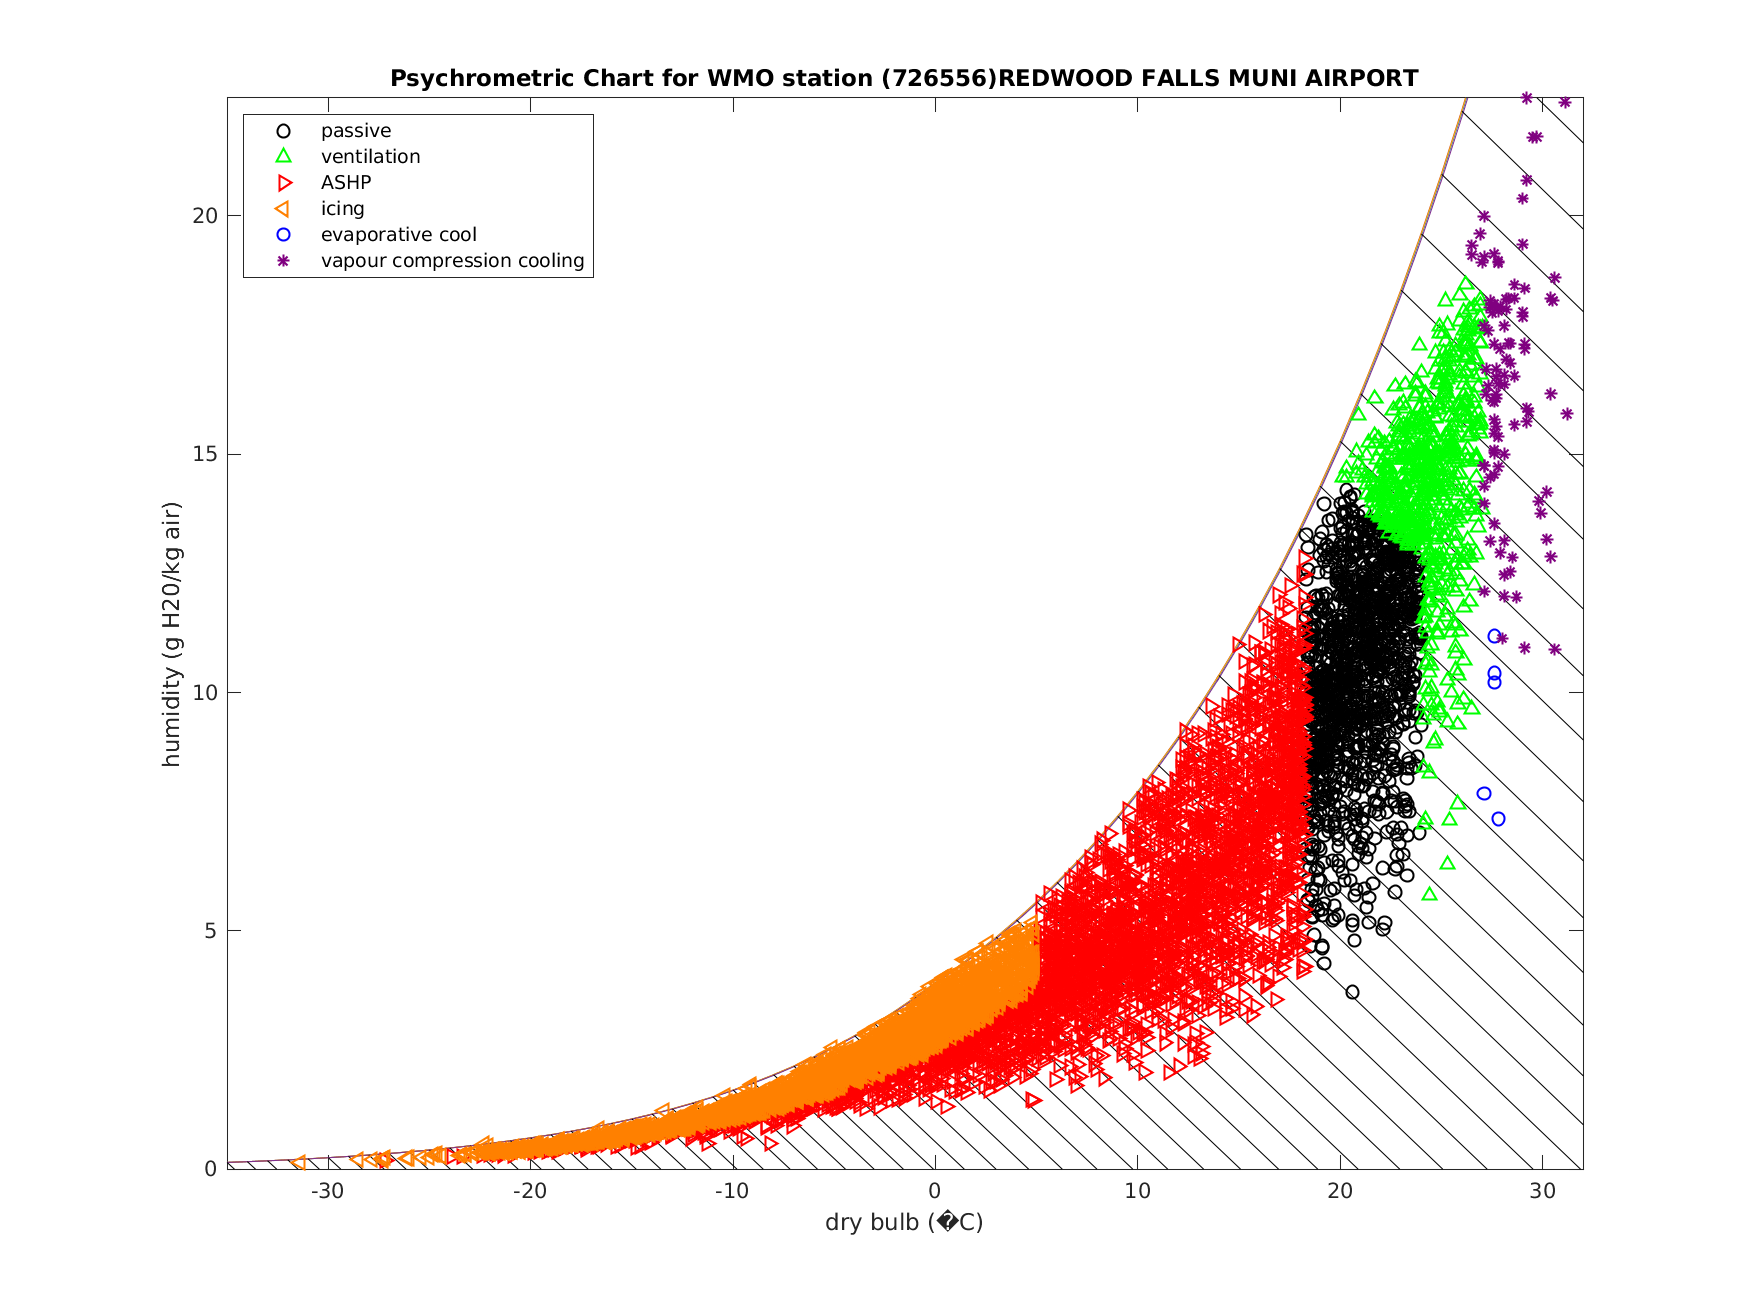 Psychrometric Chart for WMO station (726556)REDWOOD FALLS MUNI AIRPORT
passive
ventilation
ASHP
icing
evaporative cool
vapour compression cooling
humidity (g H20/kg air)
20
15
10
5
0
-30 -20 -10 0 10 20 30
dry bulb (�C)